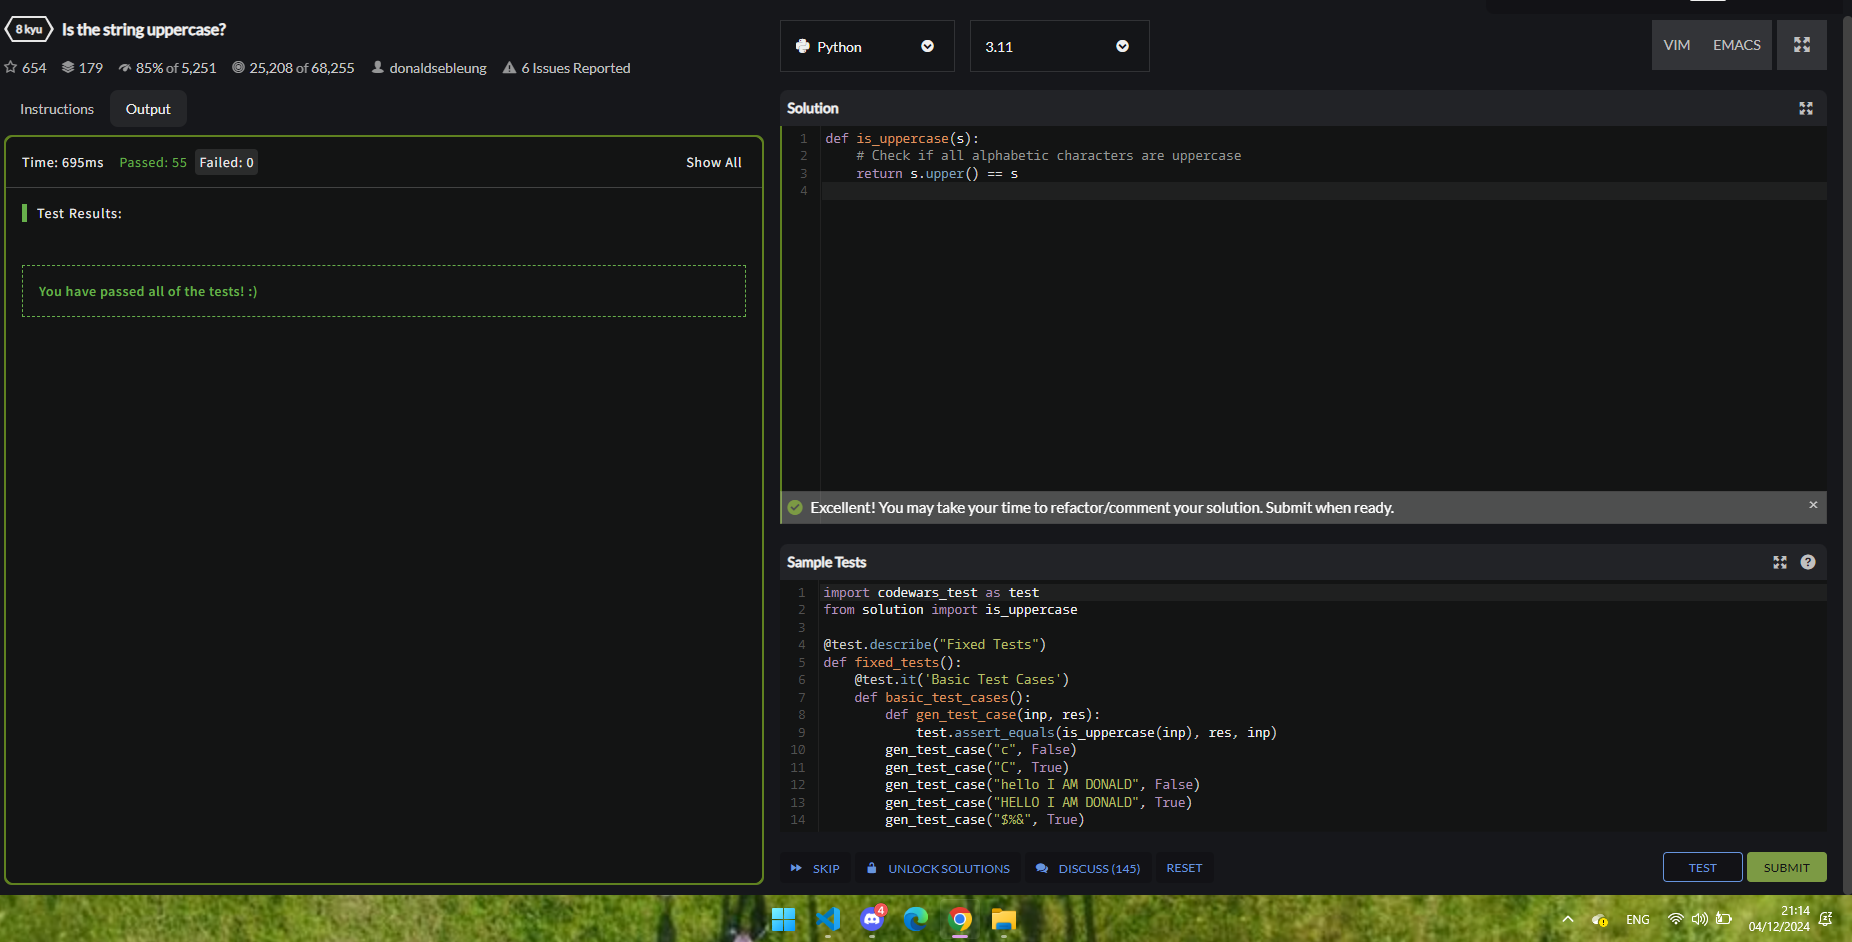 8 kyu Is the string uppercase?
654 179 85% of 5,251 25,208 of 68,255 donaldsebleung 6 Issues Reported
Instructions Output
Time: 695ms Passed: 55 Failed: 0 Show All
Test Results:
You have passed all of the tests! :)
Python 3.11 VIM EMACS
Solution
1 def is_uppercase(s):
2 # Check if all alphabetic characters are uppercase
3 return s.upper() == s
4
Excellent! You may take your time to refactor/comment your solution. Submit when ready. ×
Sample Tests ?
1 import codewars_test as test
2 from solution import is_uppercase
3
4 @test.describe("Fixed Tests")
5 def fixed_tests():
6 @test.it('Basic Test Cases')
7 def basic_test_cases():
8 def gen_test_case(inp, res):
9 test.assert_equals(is_uppercase(inp), res, inp)
10 gen_test_case("c", False)
11 gen_test_case("C", True)
12 gen_test_case("hello I AM DONALD", False)
13 gen_test_case("HELLO I AM DONALD", True)
14 gen_test_case("$%&", True)
SKIP UNLOCK SOLUTIONS DISCUSS (145) RESET TEST SUBMIT
4 ENG 21:14
04/12/2024